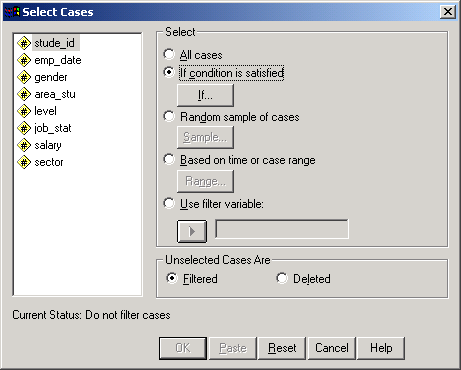 Select Cases
stude_id
emp_date
gender
area_stu
level
job_stat
salary
sector
Select
All cases
If condition is satisfied
If...
Random sample of cases
Sample...
Based on time or case range
Range...
Use filter variable:
Unselected Cases Are
Filtered Deleted
Current Status: Do not filter cases
OK Paste Reset Cancel Help